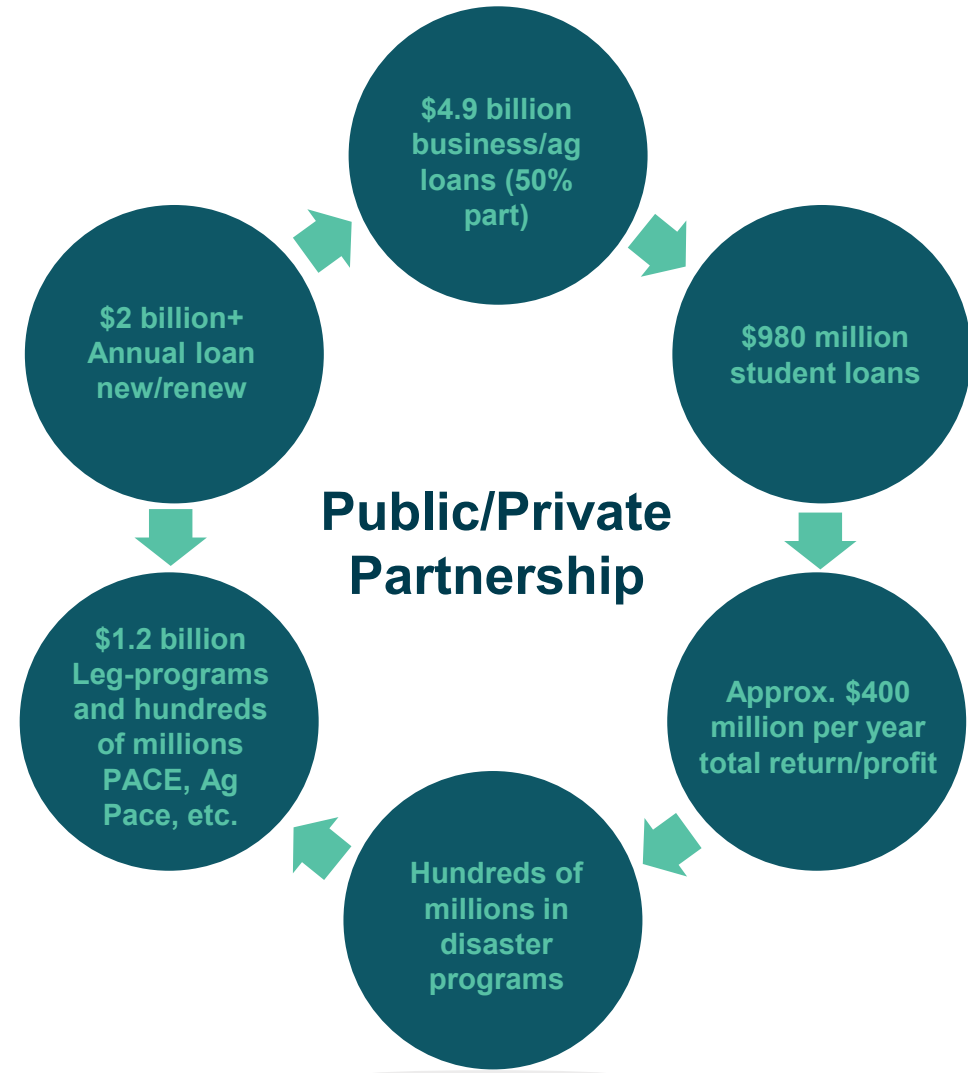 $4.9 billion
business/ag
loans (50%
part)
$980 million
student loans
Approx. $400
million per year
total return/profit
Hundreds of
millions in
disaster
programs
$1.2 billion
Leg-programs
and hundreds
of millions
PACE, Ag
Pace, etc.
$2 billion+
Annual loan
new/renew
Public/Private
Partnership